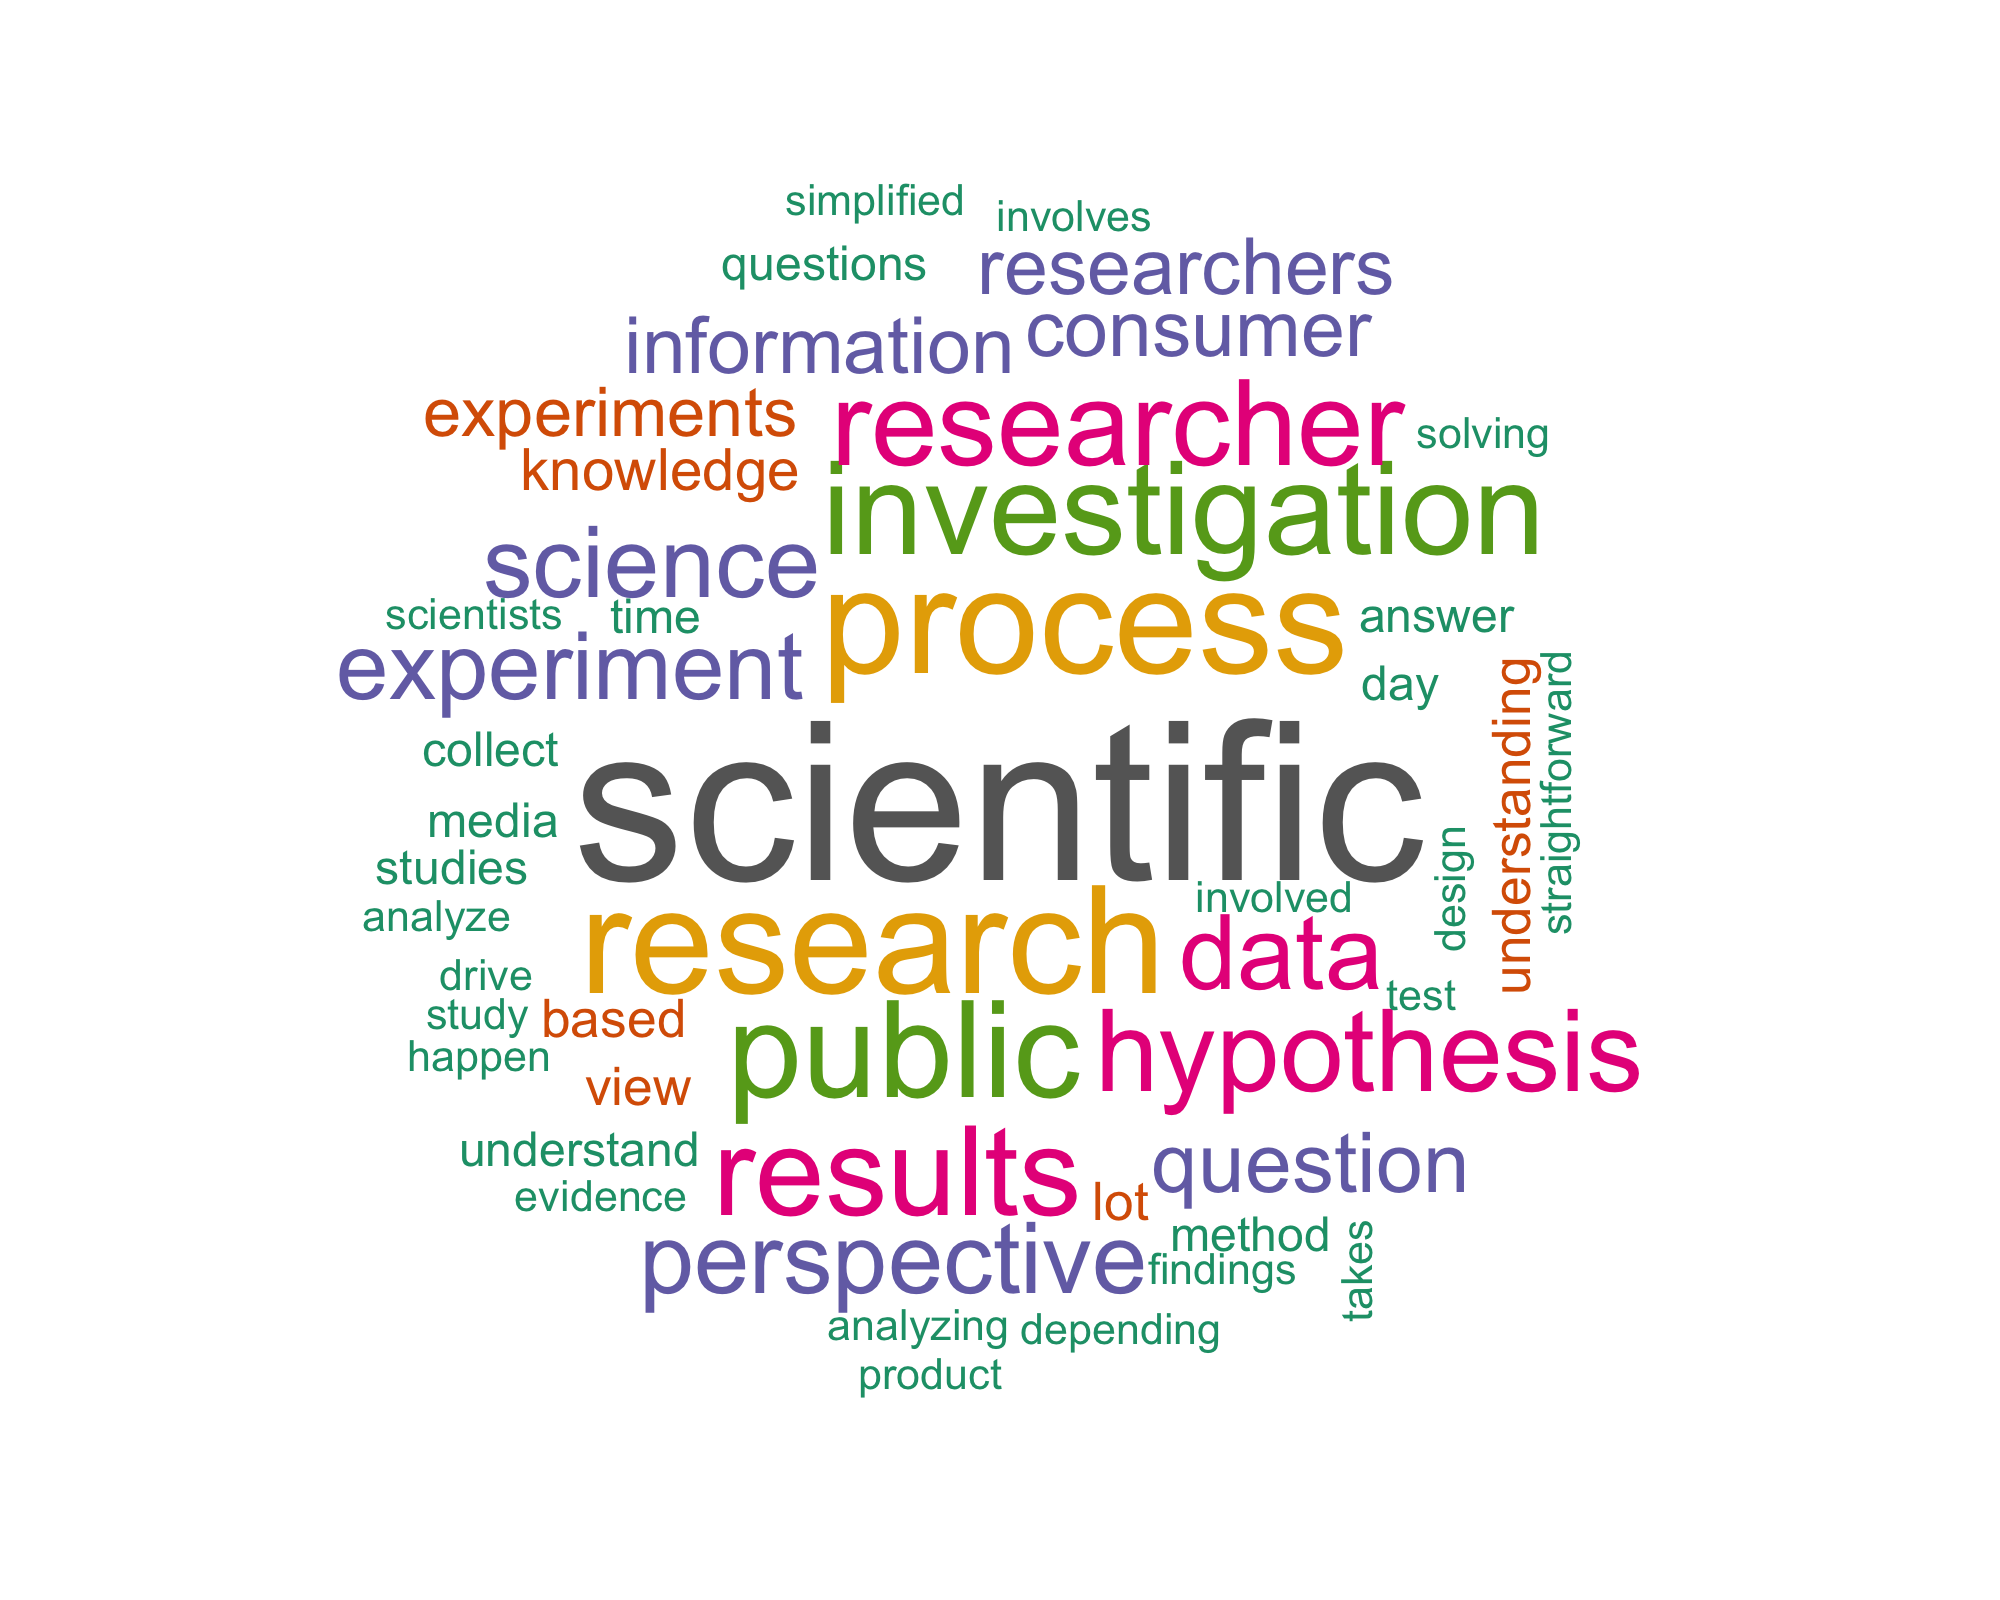 simplified
involves
questions
researchers
information
consumer
experiments
researcher
solving
knowledge
investigation
science
scientists
time
process
answer
experiment
day
understanding
straightforward
collect
scientific
media
design
studies
involved
analyze
research
data
drive
test
study
based
public
hypothesis
happen
view
understand
results
question
evidence
lot
method
perspective
findings
takes
analyzing
depending
product